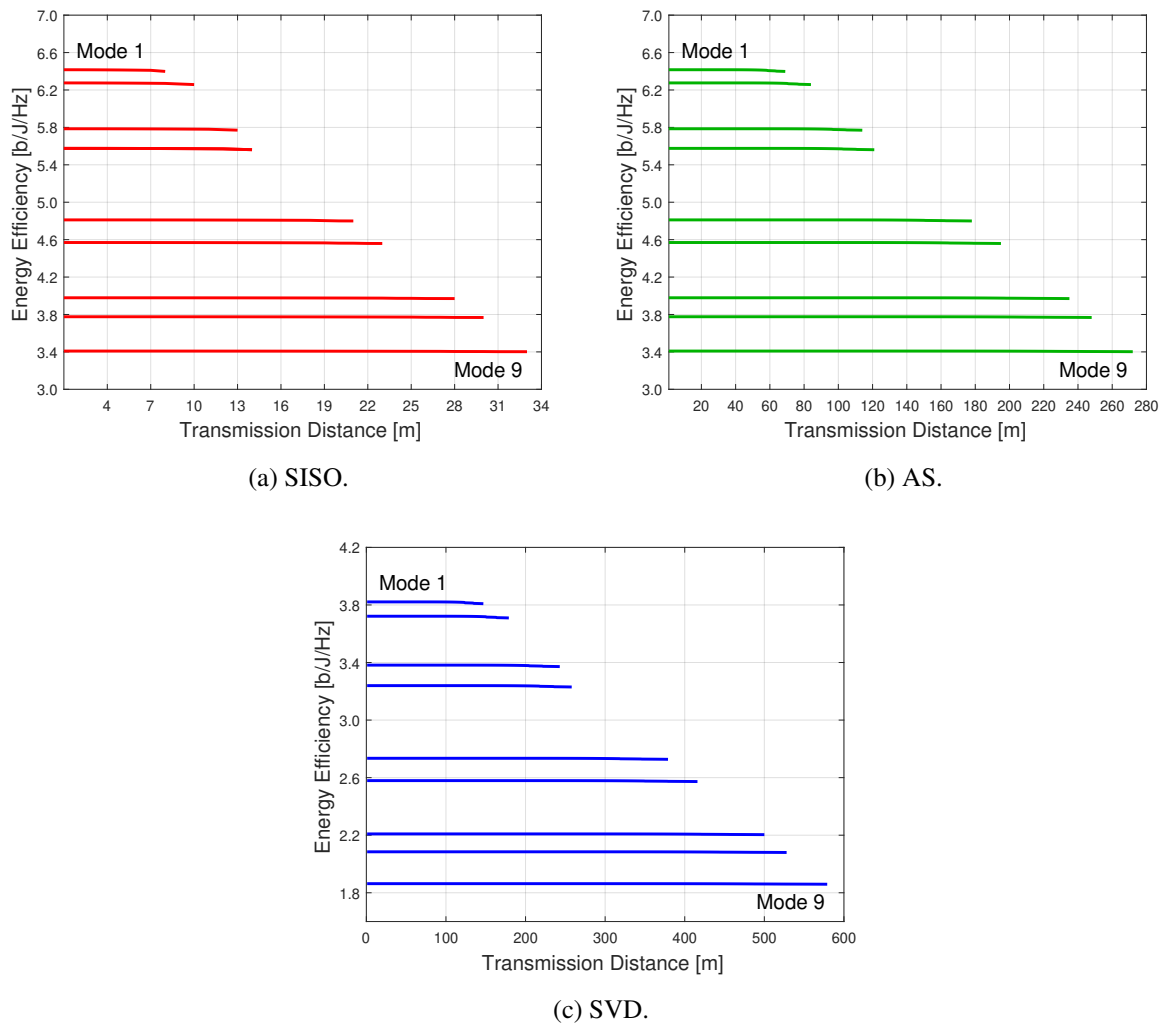 7.0
6.6
6.2
5.8
5.4
5.0
4.6
4.2
3.8
3.4
3.0
Energy Efficiency [b/J/Hz]
Mode 1
Mode 9
4 7 10 13 16 19 22 25 28 31 34
Transmission Distance [m]
(a) SISO.
7.0
6.6
6.2
5.8
5.4
5.0
4.6
4.2
3.8
3.4
3.0
Energy Efficiency [b/J/Hz]
Mode 1
Mode 9
20 40 60 80 100 120 140 160 180 200 220 240 260 280
Transmission Distance [m]
(b) AS.
4.2
3.8
3.4
3.0
2.6
2.2
1.8
Energy Efficiency [b/J/Hz]
Mode 1
Mode 9
0 100 200 300 400 500 600
Transmission Distance [m]
(c) SVD.